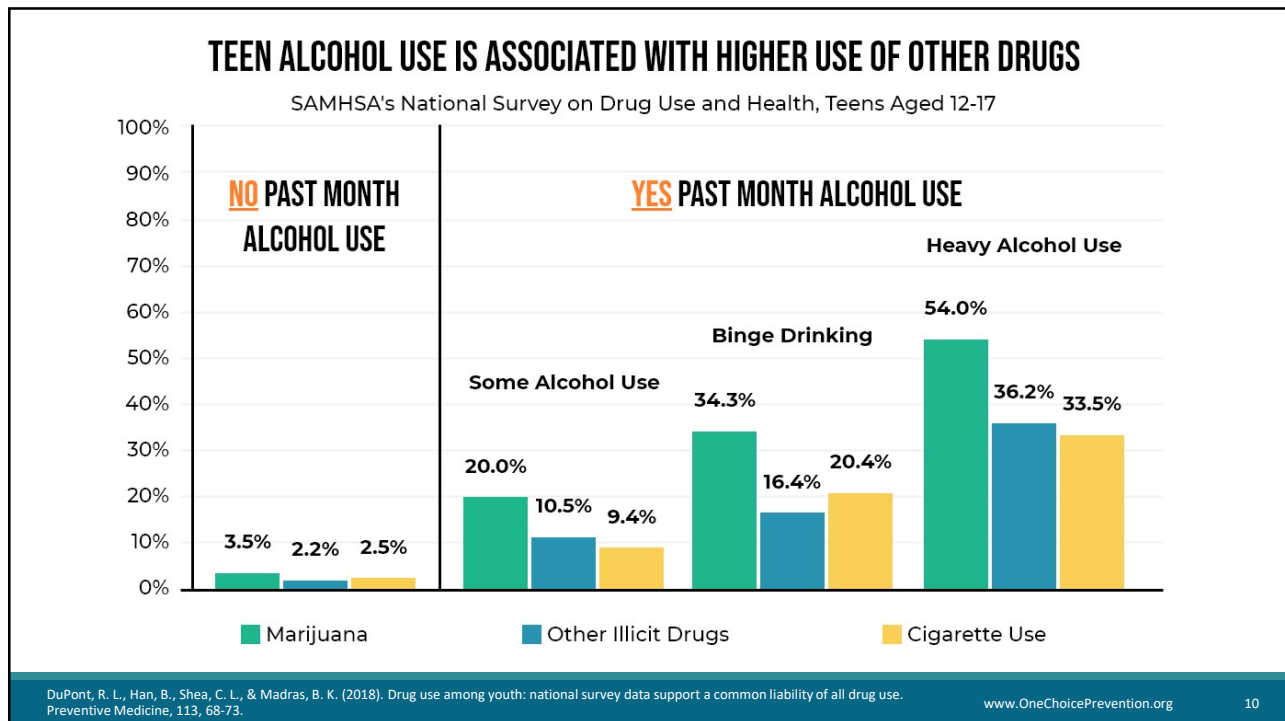 TEEN ALCOHOL USE IS ASSOCIATED WITH HIGHER USE OF OTHER DRUGS
SAMHSA's National Survey on Drug Use and Health, Teens Aged 12-17
100%
90%
80%
70%
60%
50%
40%
30%
20%
10%
0%
NO PAST MONTH
ALCOHOL USE
3.5%
2.2%
2.5%
YES PAST MONTH ALCOHOL USE
Some Alcohol Use
20.0%
10.5%
9.4%
Binge Drinking
34.3%
16.4%
20.4%
Heavy Alcohol Use
54.0%
36.2%
33.5%
Marijuana
Other Illicit Drugs
Cigarette Use
DuPont, R. L., Han, B., Shea, C. L., & Madras, B. K. (2018). Drug use among youth: national survey data support a common liability of all drug use.
Preventive Medicine, 113, 68-73.
www.OneChoicePrevention.org
10